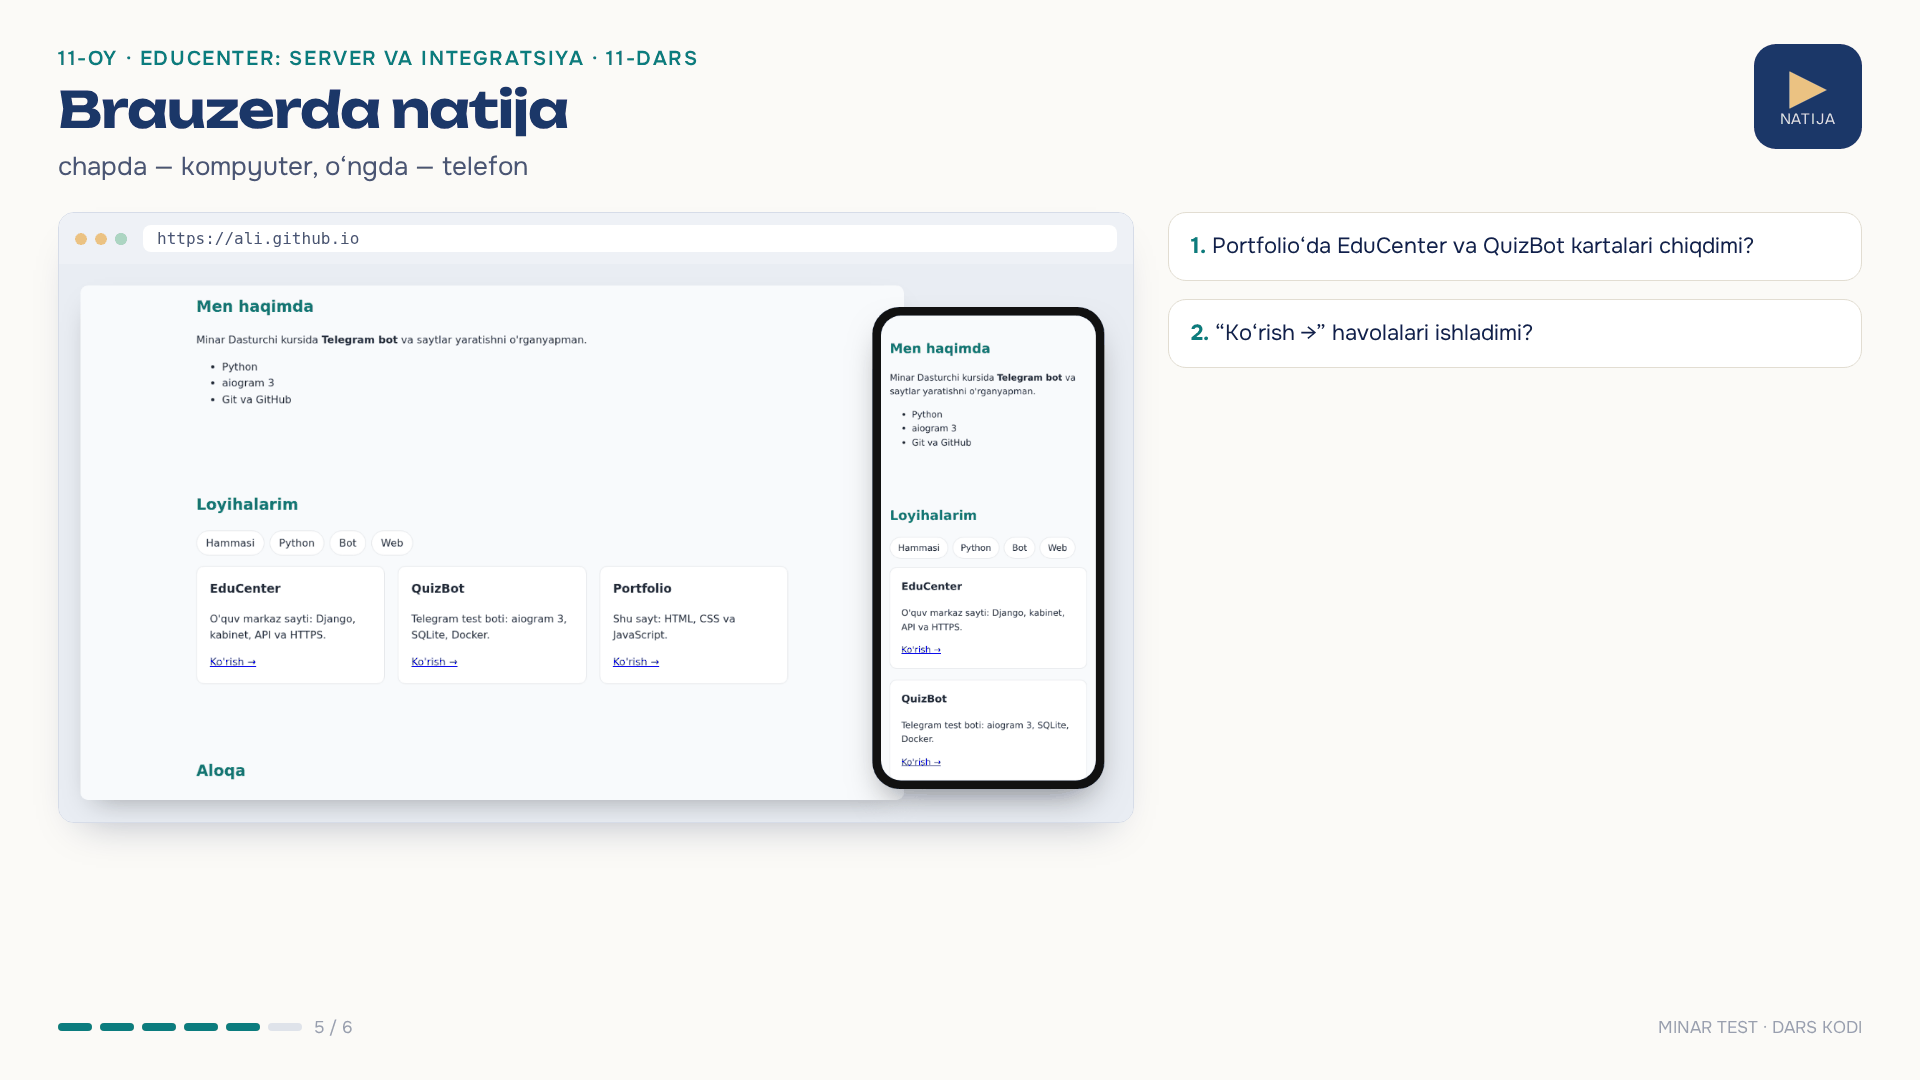 11-OY · EDUCENTER: SERVER VA INTEGRATSIYA · 11-DARS
Brauzerda natija
chapda — kompyuter, o‘ngda — telefon
NATIJA
https://ali.github.io
Men haqimda
Minar Dasturchi kursida Telegram bot va saytlar yaratishni o'rganyapman.
• Python
• aiogram 3
• Git va GitHub
Loyihalarim
Hammasi Python Bot Web
EduCenter
O'quv markaz sayti: Django,
kabinet, API va HTTPS.
Ko'rish →
QuizBot
Telegram test boti: aiogram 3,
SQLite, Docker.
Ko'rish →
Portfolio
Shu sayt: HTML, CSS va
JavaScript.
Ko'rish →
Aloqa
Men haqimda
Minar Dasturchi kursida Telegram bot va
saytlar yaratishni o'rganyapman.
• Python
• aiogram 3
• Git va GitHub
Loyihalarim
Hammasi Python Bot Web
EduCenter
O'quv markaz sayti: Django, kabinet,
API va HTTPS.
Ko'rish →
QuizBot
Telegram test boti: aiogram 3, SQLite,
Docker.
Ko'rish →
1. Portfolio‘da EduCenter va QuizBot kartalari chiqdimi?
2. “Ko‘rish →” havolalari ishladimi?
5 / 6
MINAR TEST · DARS KODI